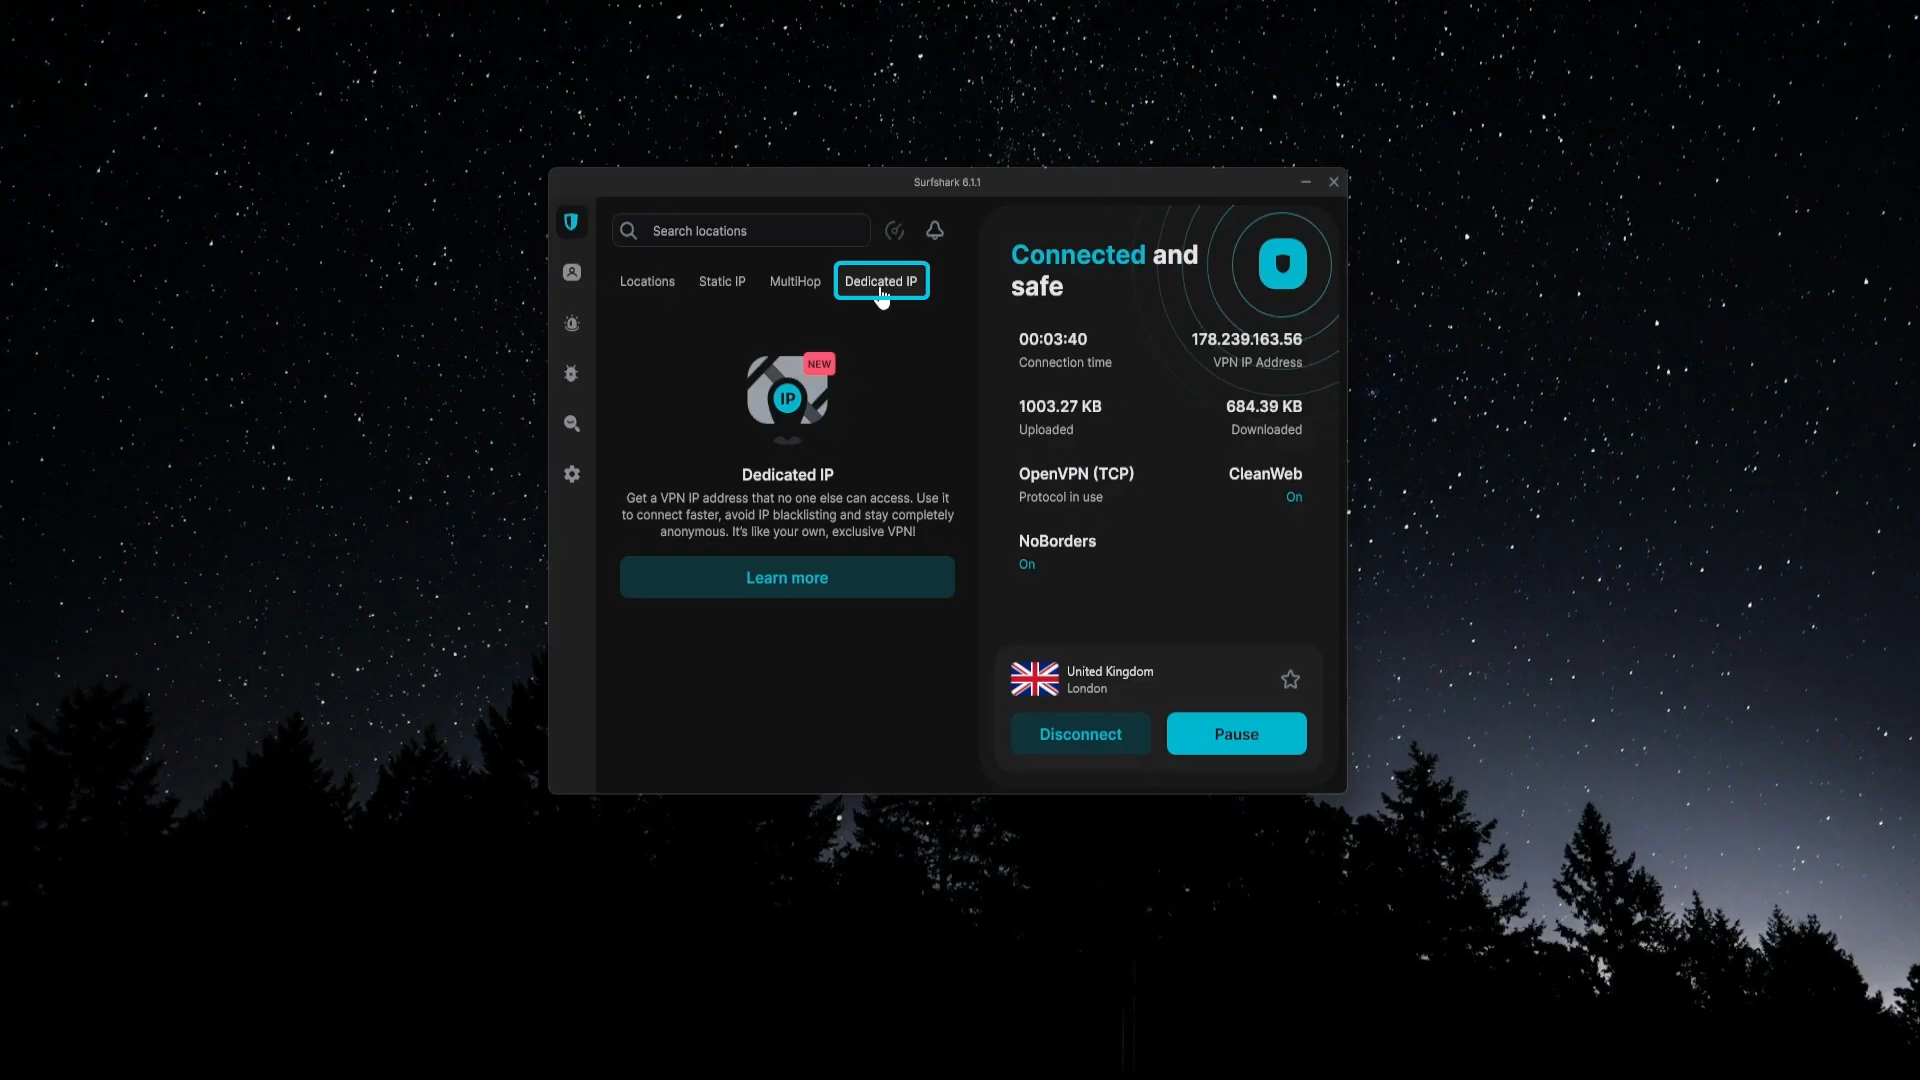 Surfshark 6.1.1
Search locations
Locations
Static IP
MultiHop
Dedicated IP
NEW
IP
Dedicated IP
Get a VPN IP address that no one else can access. Use it
to connect faster, avoid IP blacklisting and stay completely
anonymous. It's like your own, exclusive VPN!
Learn more
Connected and
safe
00:03:40
Connection time
178.239.163.56
VPN IP Address
1003.27 KB
Uploaded
684.39 KB
Downloaded
OpenVPN (TCP)
Protocol in use
CleanWeb
On
NoBorders
On
United Kingdom
London
Disconnect
Pause